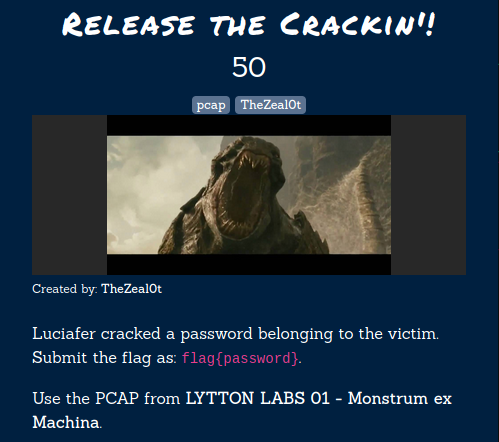 Release the Crackin'!
50
pcap TheZeal0t
Created by: TheZeal0t
Luciafer cracked a password belonging to the victim.
Submit the flag as: flag{password}.
Use the PCAP from LYTTON LABS 01 - Monstrum ex
Machina.